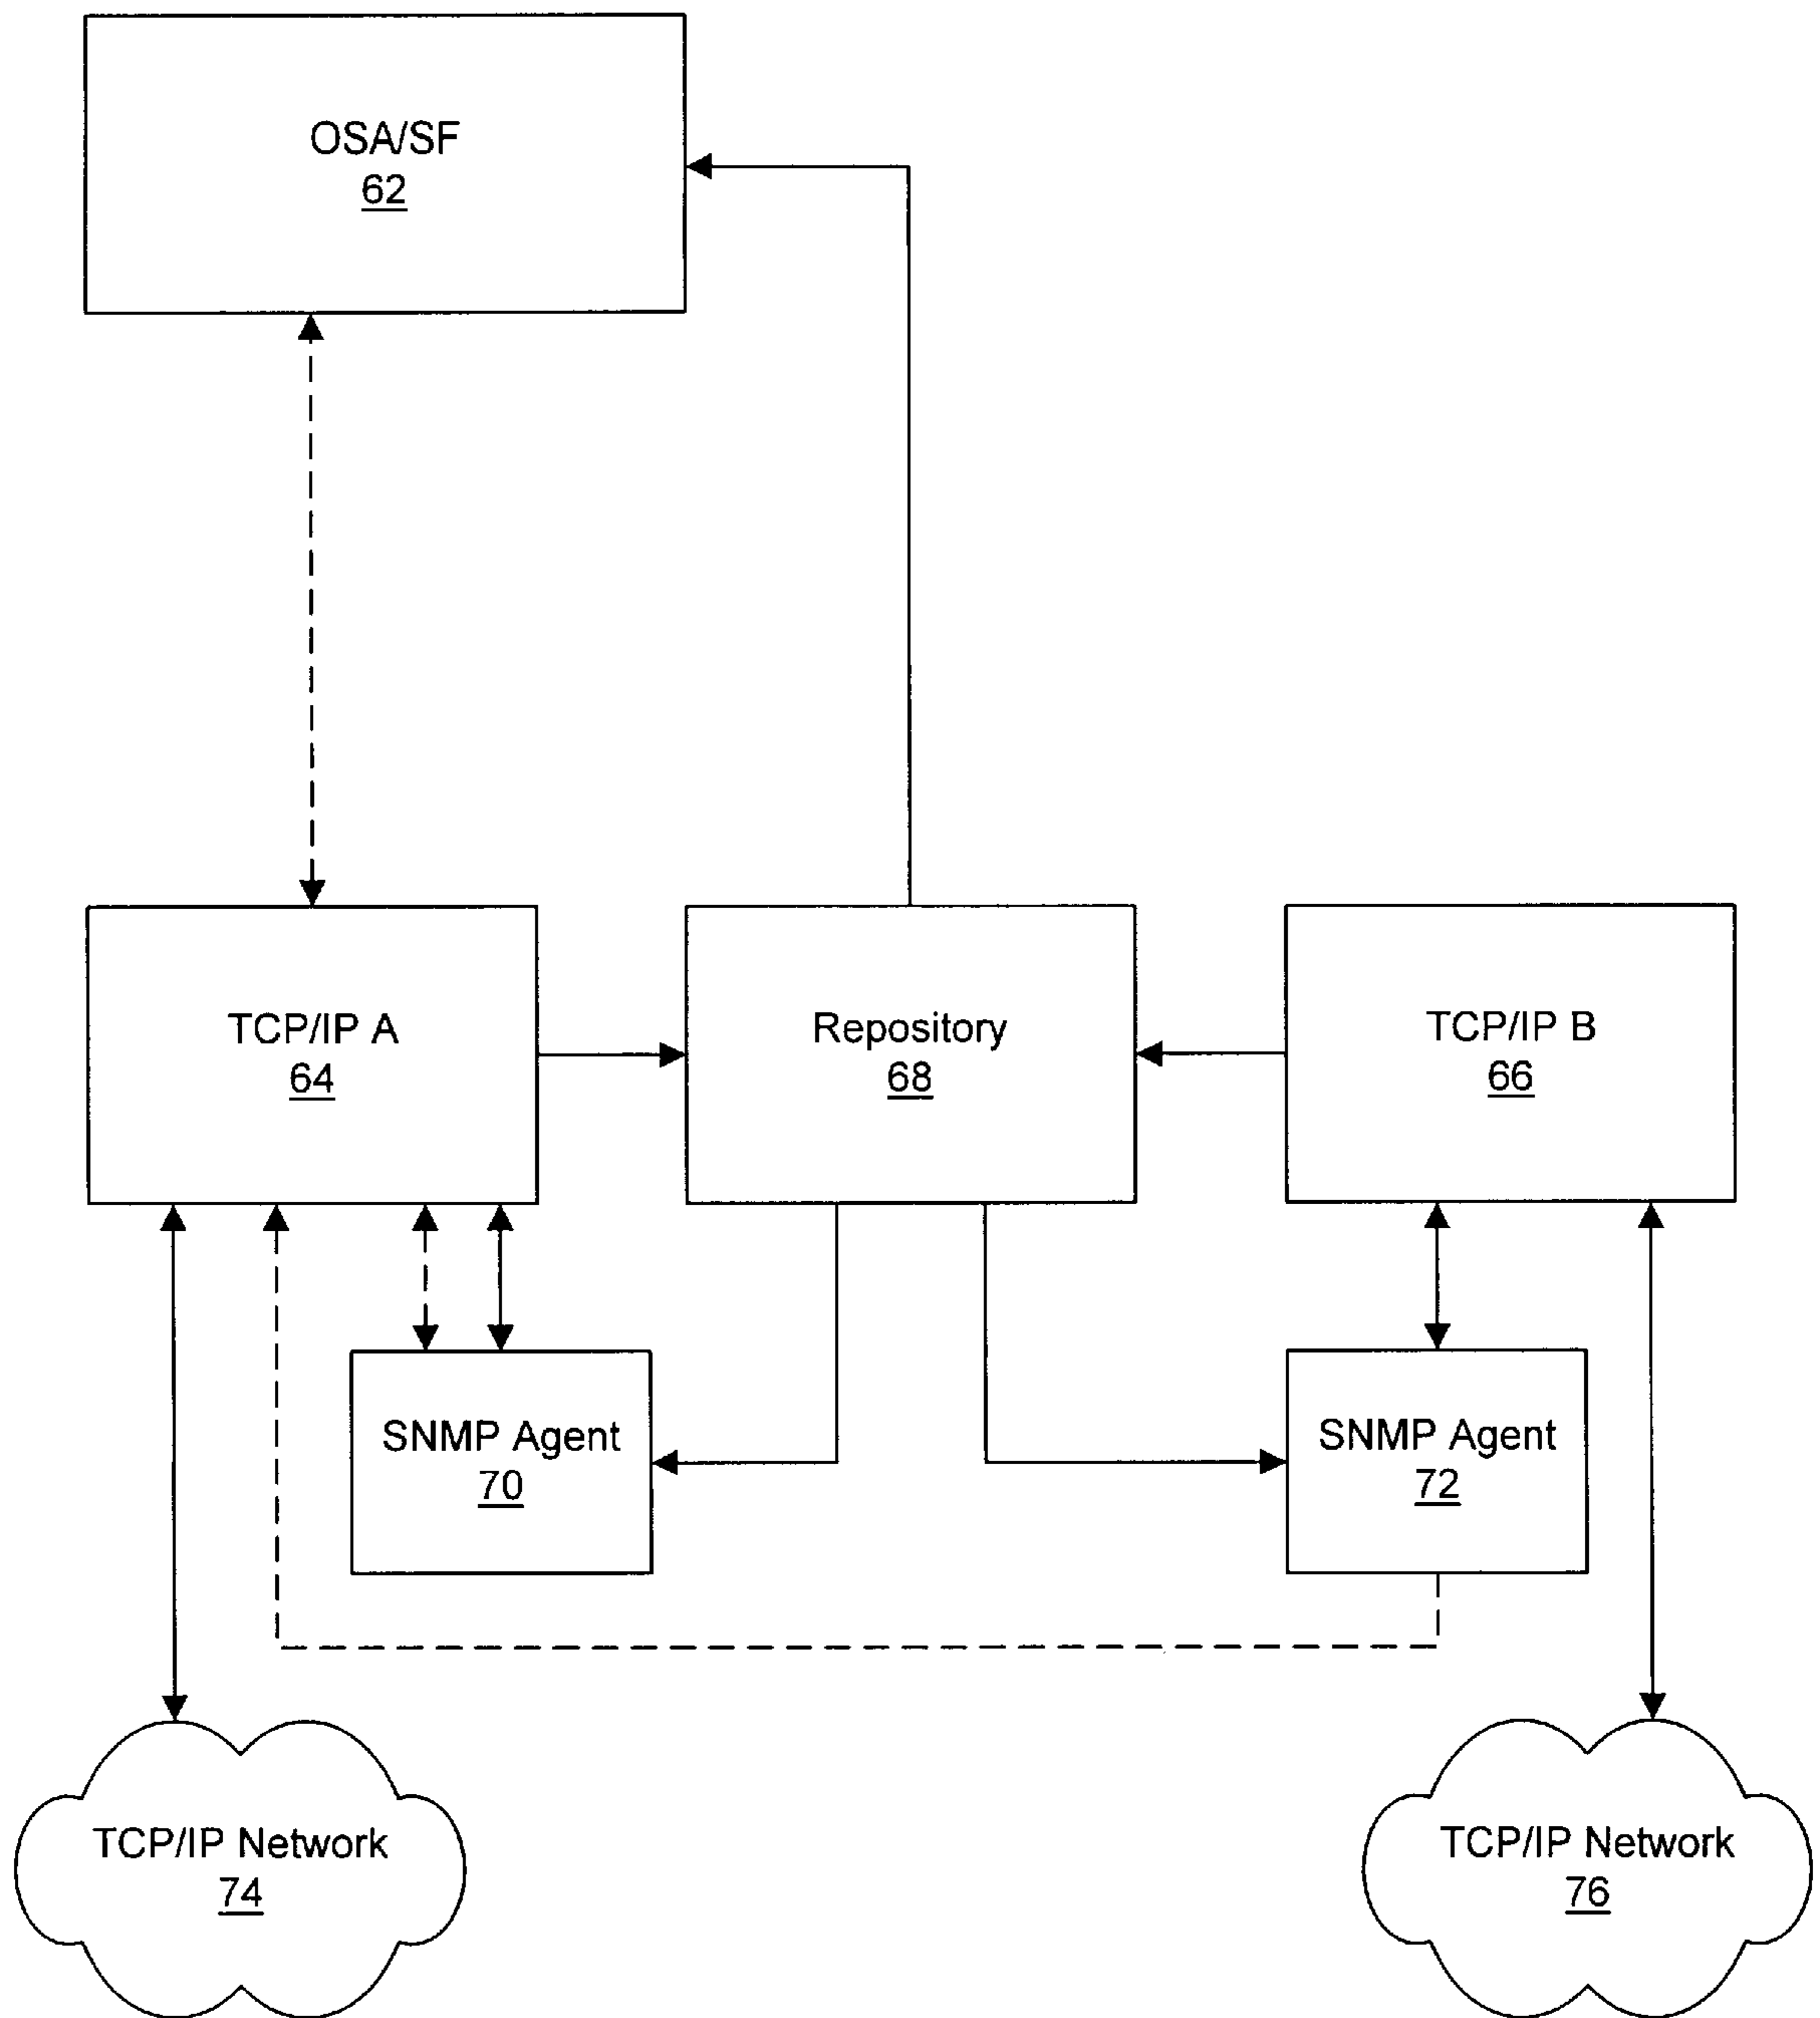 OSA/SF
62
TCP/IP A
64
Repository
68
TCP/IP B
66
SNMP Agent
70
SNMP Agent
72
TCP/IP Network
74
TCP/IP Network
76